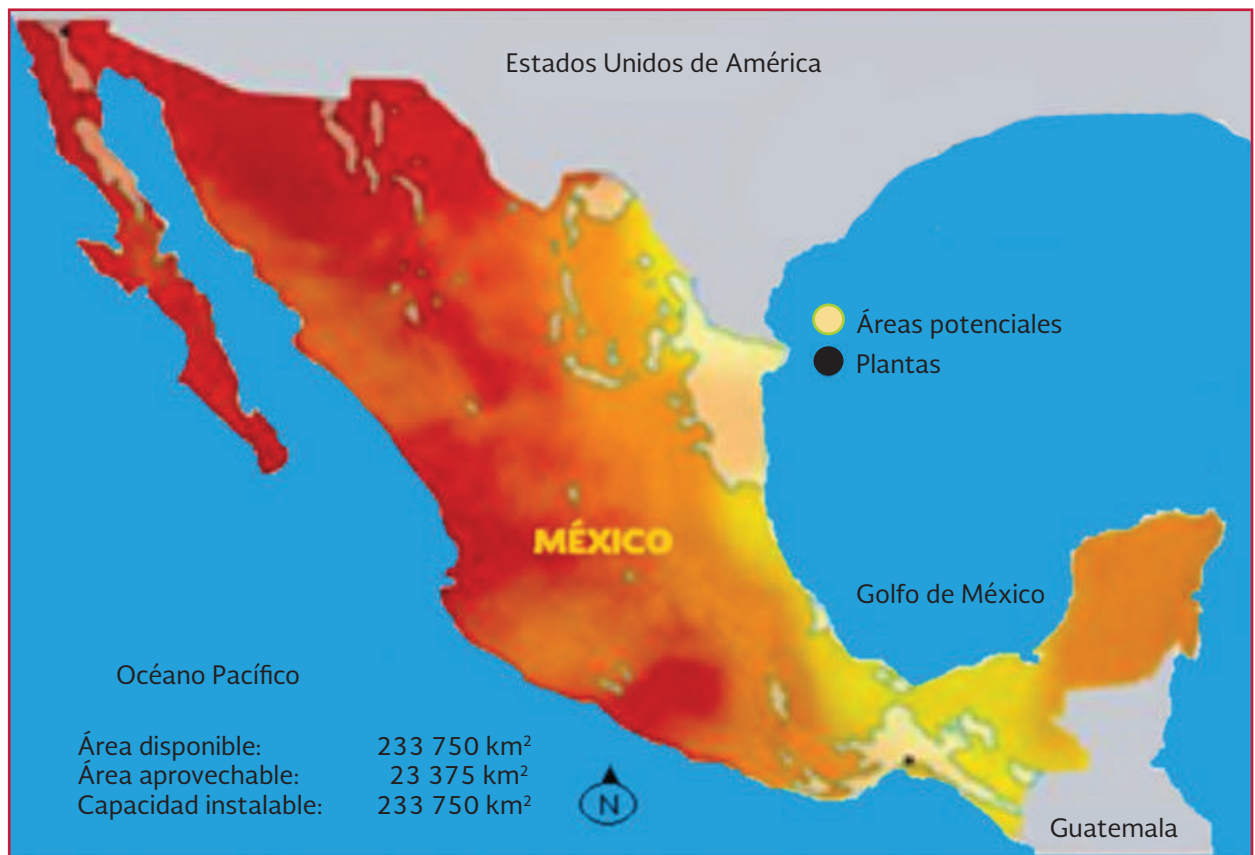 Estados Unidos de América
Áreas potenciales
Plantas
MÉXICO
Golfo de México
Océano Pacífico
Área disponible: 233 750 km²
Área aprovechable: 23 375 km²
Capacidad instalable: 233 750 km²
N
Guatemala